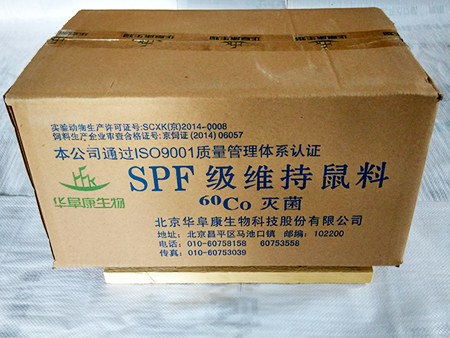 实验动物生产许可证号:SCXK(京)2014-0008
饲料生产企业审查合格证号:京饲证(2014)06057
本公司通过ISO9001质量管理体系认证
HFK
华阜康生物
SPF 级维持鼠料
60Co 灭菌
北京华阜康生物科技股份有限公司
地址:北京昌平区马池口镇 邮编:102200
电话:010-60758158 60753558
传真:010-60753039